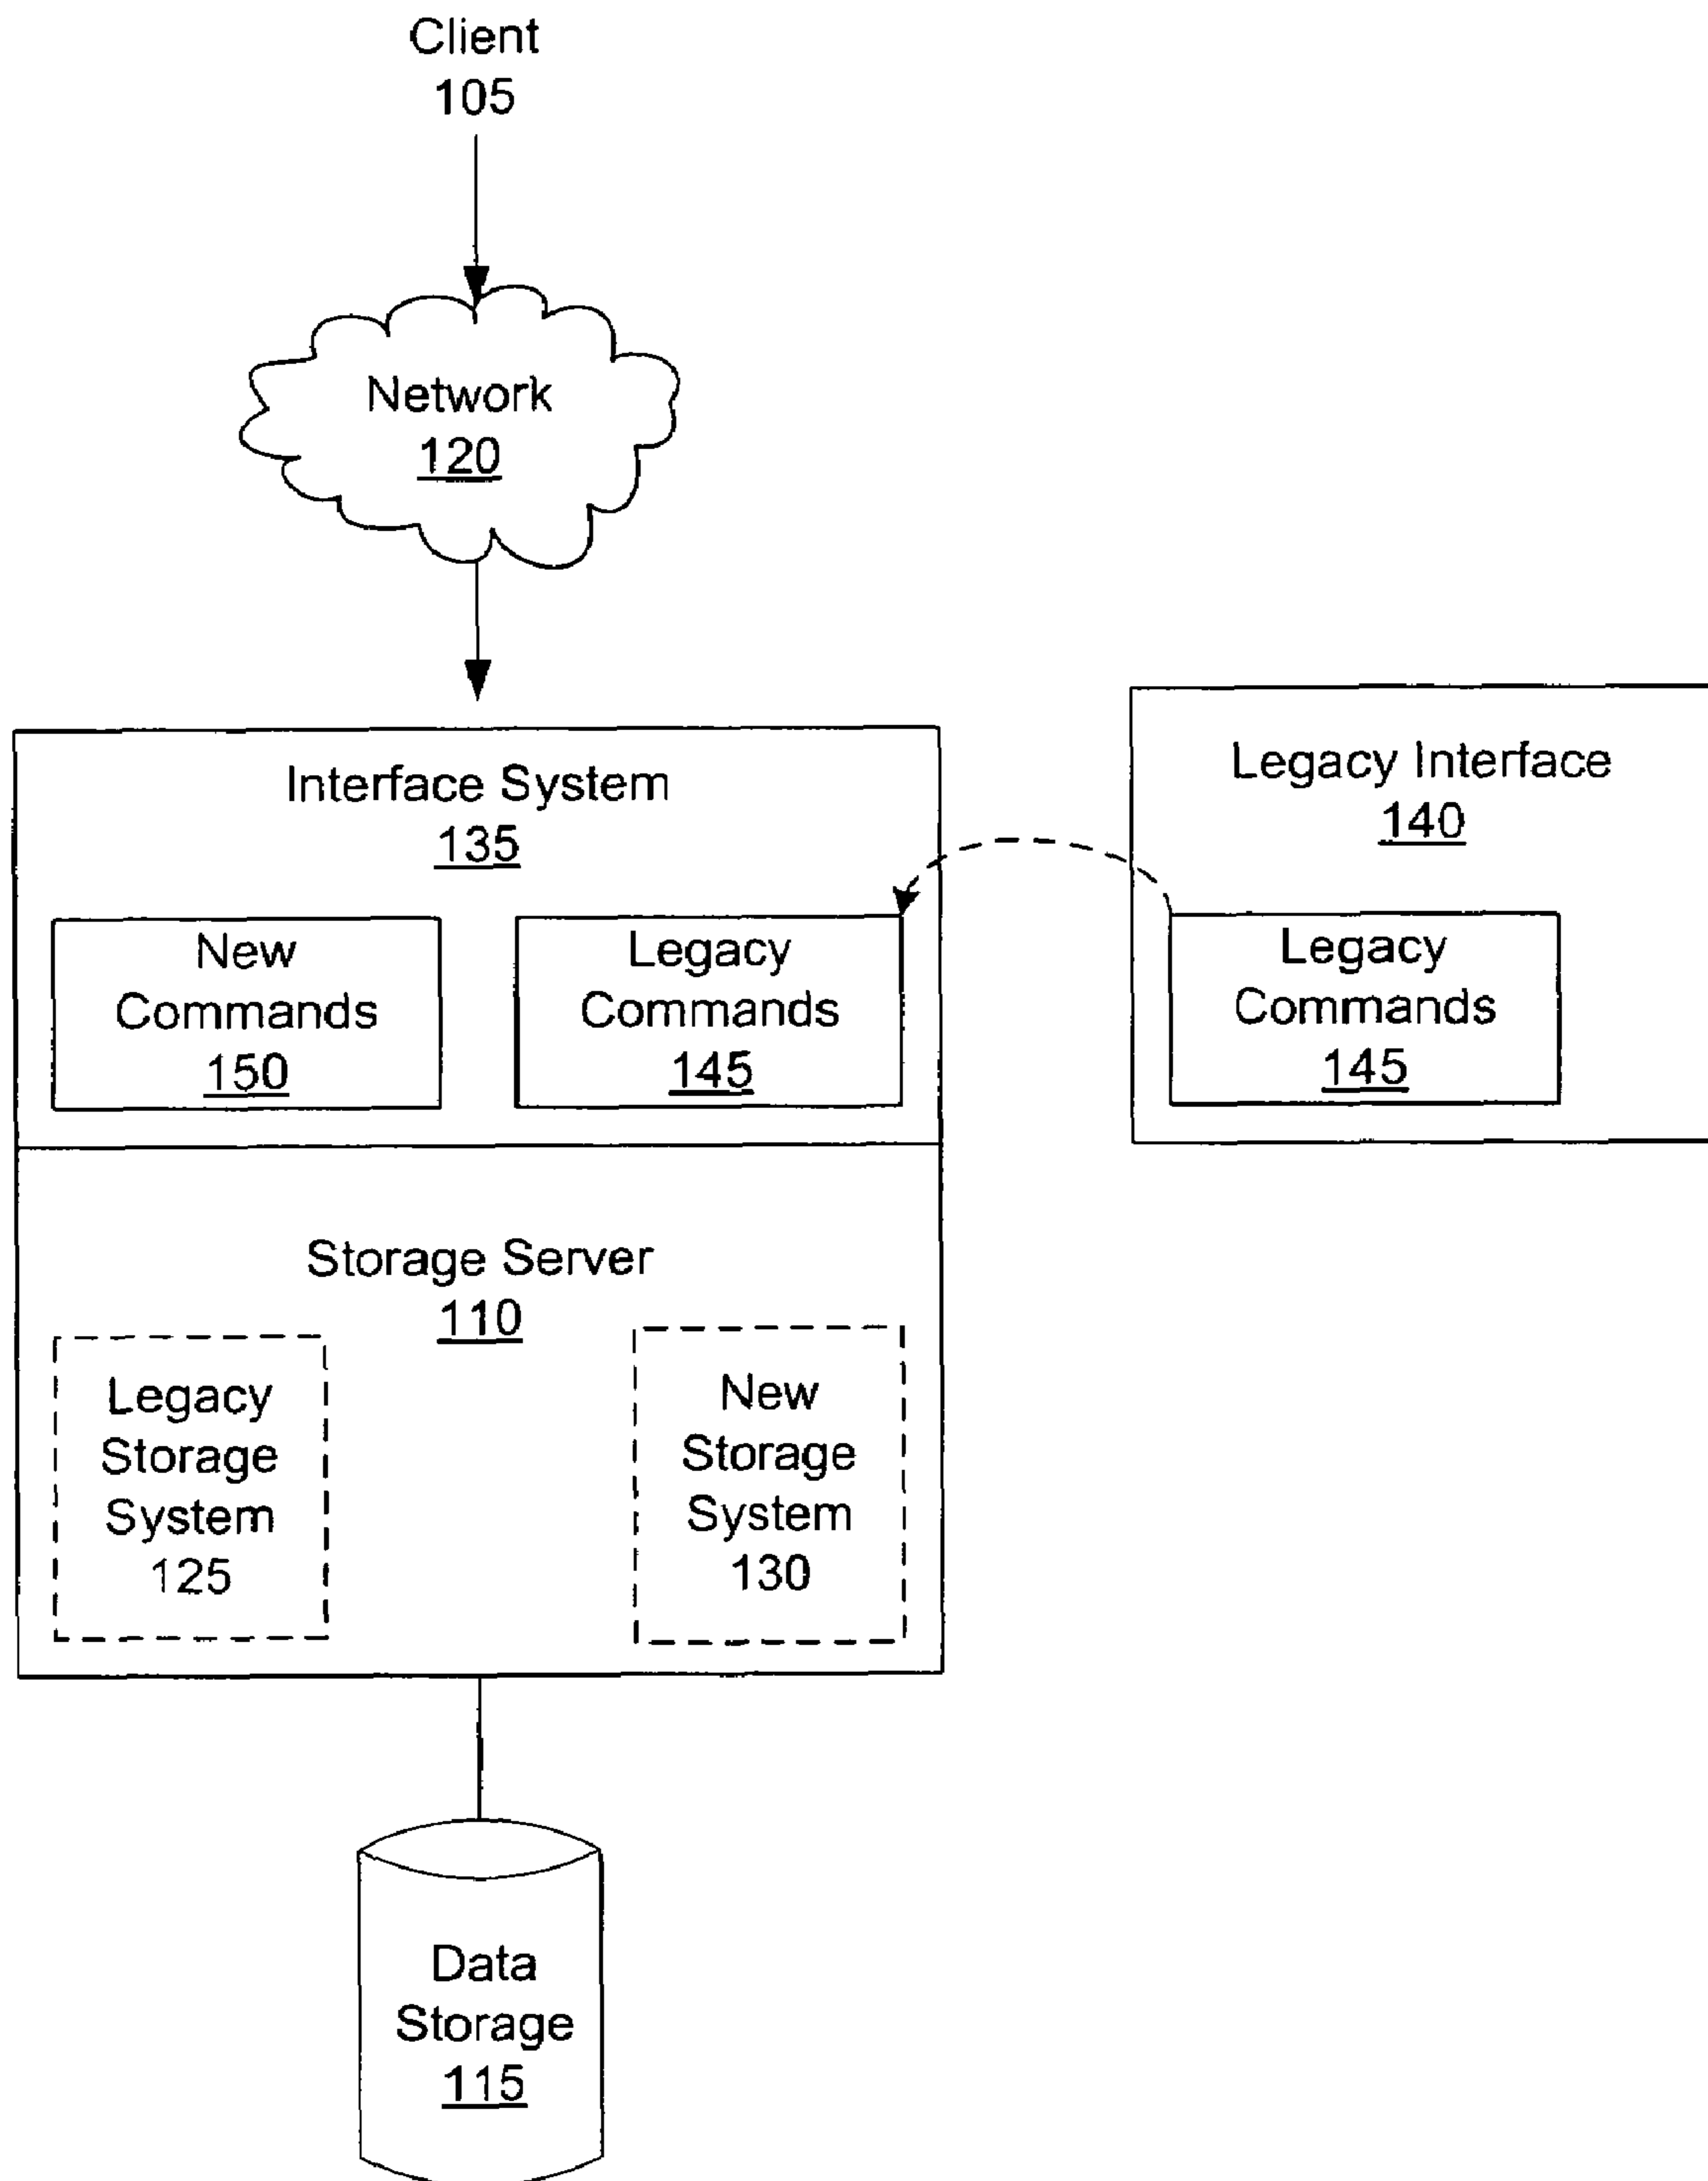 Client
105
Network
120
Interface System
135
New
Commands
150
Legacy
Commands
145
Legacy Interface
140
Legacy
Commands
145
Storage Server
110
Legacy
Storage
System
125
New
Storage
System
130
Data
Storage
115